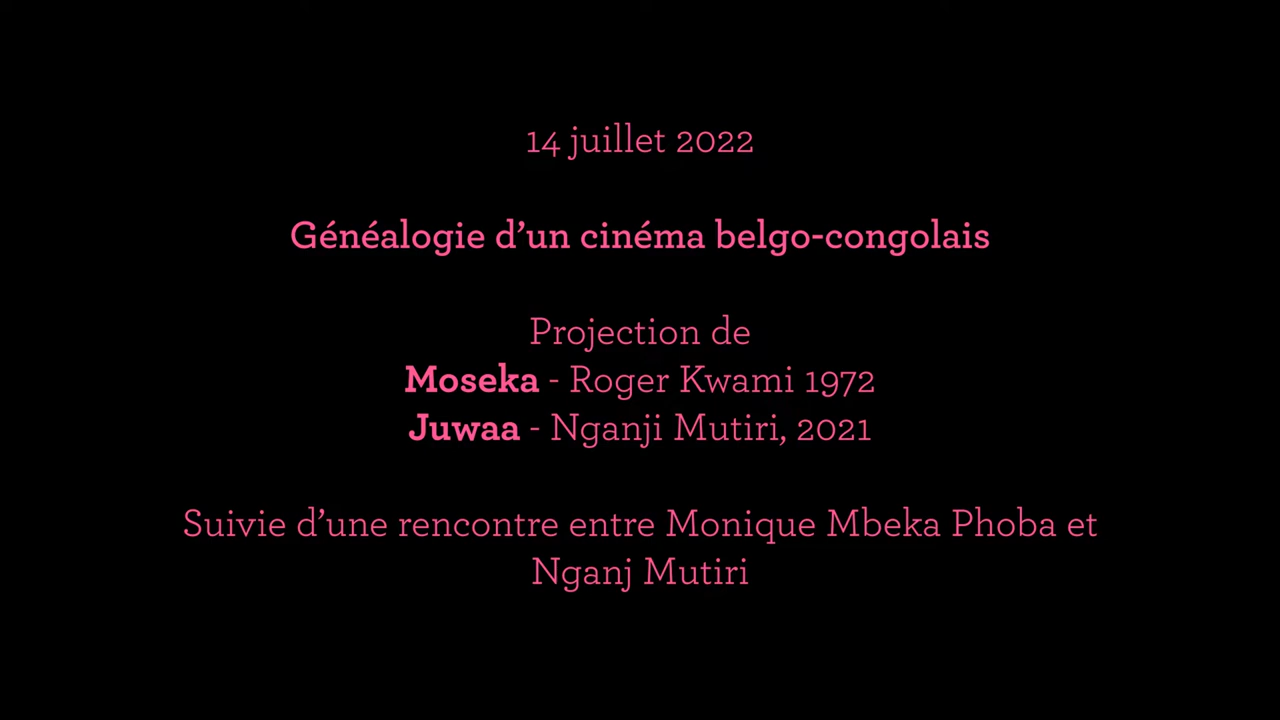 14 juillet 2022
Généalogie d’un cinéma belgo-congolais
Projection de
Moseka - Roger Kwami 1972
Juwaa - Nganji Mutiri, 2021
Suivie d’une rencontre entre Monique Mbeka Phoba et
Nganj Mutiri